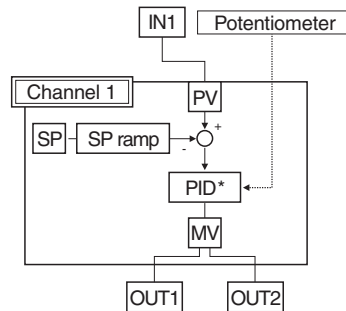 IN1
Potentiometer
Channel 1
PV
+
SP
SP ramp
-
PID*
MV
OUT1
OUT2